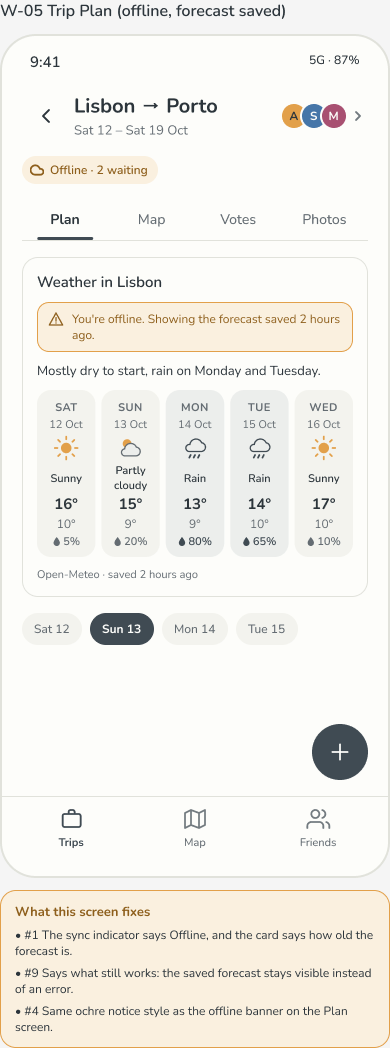 W-05 Trip Plan (offline, forecast saved)
9:41
5G · 87%
Lisbon → Porto
Sat 12 – Sat 19 Oct
A S M
Offline · 2 waiting
Plan Map Votes Photos
Weather in Lisbon
You're offline. Showing the forecast saved 2 hours
ago.
Mostly dry to start, rain on Monday and Tuesday.
SAT SUN MON TUE WED
12 Oct 13 Oct 14 Oct 15 Oct 16 Oct
Sunny Partly cloudy Rain Rain Sunny
16° 15° 13° 14° 17°
10° 9° 9° 10° 10°
5% 20% 80% 65% 10%
Open-Meteo · saved 2 hours ago
Sat 12 Sun 13 Mon 14 Tue 15
Trips Map Friends
What this screen fixes
• #1 The sync indicator says Offline, and the card says how old the
forecast is.
• #9 Says what still works: the saved forecast stays visible instead
of an error.
• #4 Same ochre notice style as the offline banner on the Plan
screen.